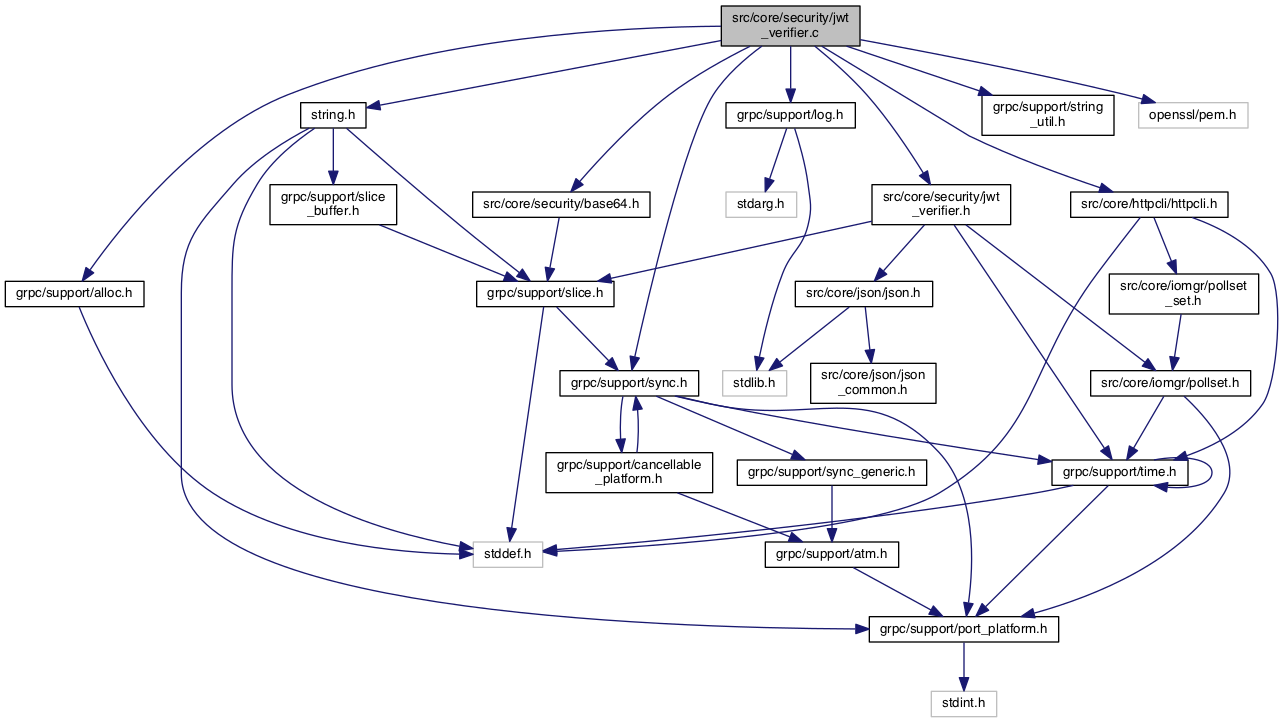 src/core/security/jwt
_verifier.c
string.h
grpc/support/log.h
grpc/support/string
_util.h
openssl/pem.h
grpc/support/slice
_buffer.h
src/core/security/base64.h
stdarg.h
src/core/security/jwt
_verifier.h
src/core/httpcli/httpcli.h
grpc/support/alloc.h
grpc/support/slice.h
src/core/json/json.h
src/core/iomgr/pollset
_set.h
grpc/support/sync.h
stdlib.h
src/core/json/json
_common.h
src/core/iomgr/pollset.h
grpc/support/cancellable
_platform.h
grpc/support/sync_generic.h
grpc/support/time.h
stddef.h
grpc/support/atm.h
grpc/support/port_platform.h
stdint.h